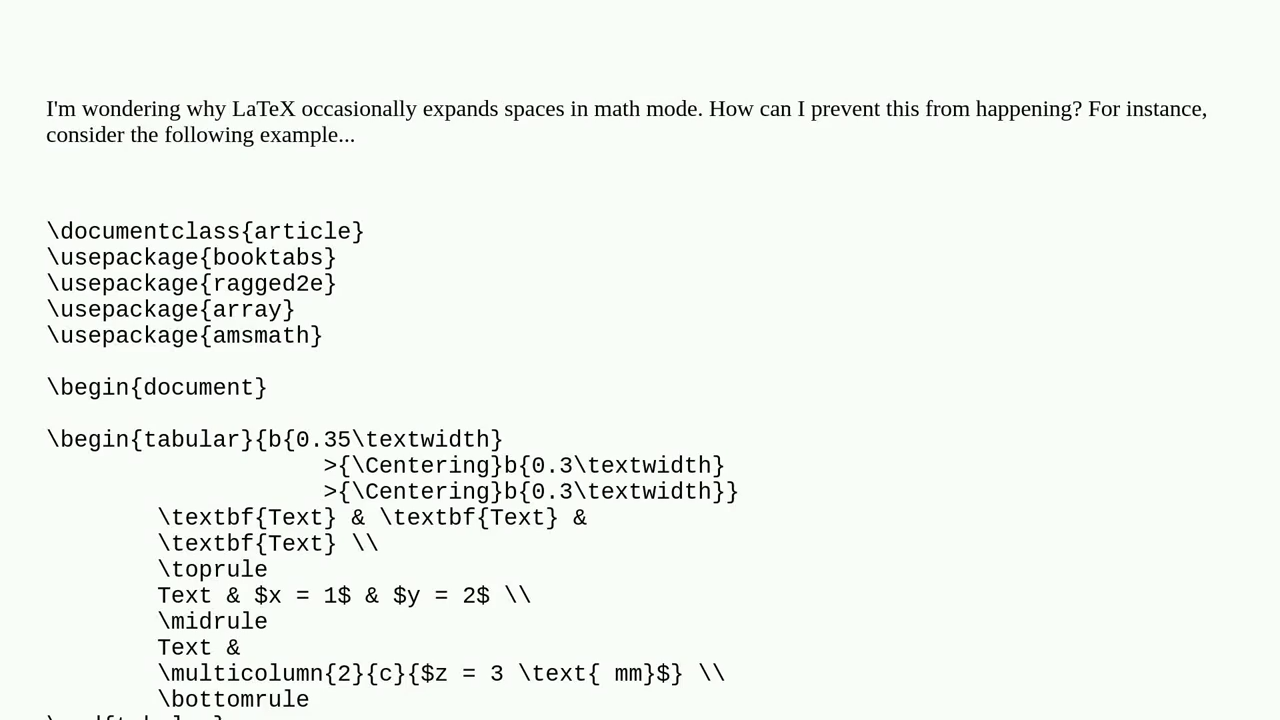 I'm wondering why LaTeX occasionally expands spaces in math mode. How can I prevent this from happening? For instance,
consider the following example...
\documentclass{article}
\usepackage{booktabs}
\usepackage{ragged2e}
\usepackage{array}
\usepackage{amsmath}
\begin{document}
\begin{tabular}{b{0.35\textwidth}
>{\Centering}b{0.3\textwidth}
>{\Centering}b{0.3\textwidth}}
\textbf{Text} & \textbf{Text} &
\textbf{Text} \\
\toprule
Text & $x = 1$ & $y = 2$ \\
\midrule
Text &
\multicolumn{2}{c}{$z = 3 \text{ mm}$} \\
\bottomrule